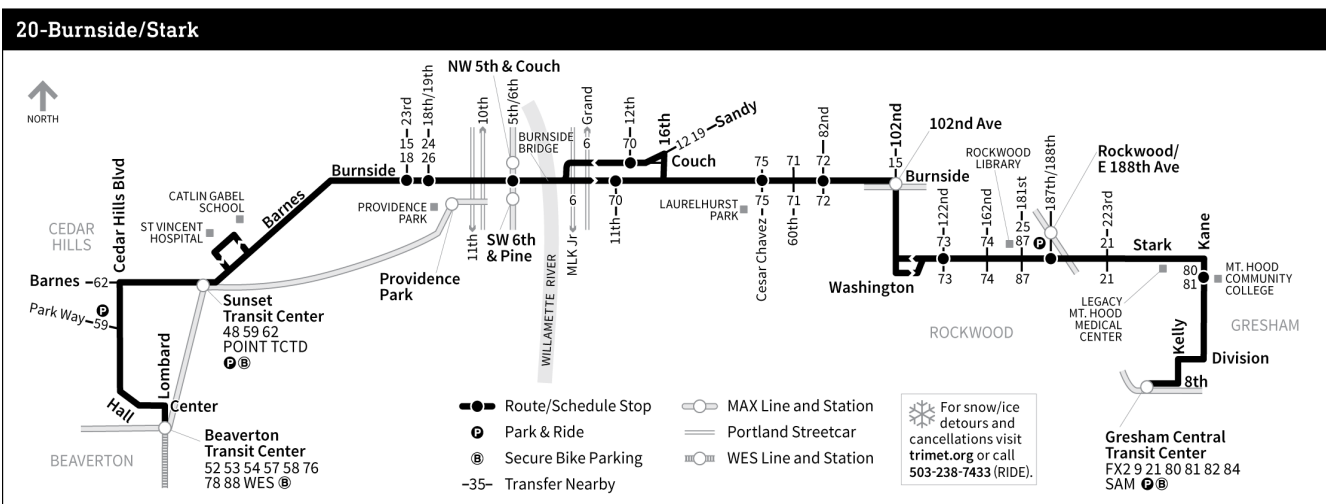 20-Burnside/Stark
NORTH
CEDAR
HILLS
Cedar Hills Blvd
Barnes
62
Park Way
59
P
Hall
Lombard
Center
BEAVERTON
Beaverton
Transit Center
52 53 54 57 58 76
78 88 WES B
CATLIN GABEL
SCHOOL
ST VINCENT
HOSPITAL
Barnes
Sunset
Transit Center
48 59 62
POINT TCTD
P B
Burnside
23rd
15
18
18th/19th
24
26
PROVIDENCE
PARK
Providence
Park
10th
11th
NW 5th & Couch
5th/6th
SW 6th
& Pine
BURNSIDE
BRIDGE
WILLAMETTE RIVER
6
MLK Jr
Grand
6
12th
70
70
11th
16th
12 19
Sandy
Couch
LAURELHURST
PARK
75
75
Cesar Chavez
71
71
60th
82nd
72
72
102nd
15
Burnside
102nd Ave
Washington
122nd
73
73
162nd
74
74
ROCKWOOD
LIBRARY
181st
25
87
87
P
187th/188th
Rockwood/
E 188th Ave
223rd
21
21
Stark
Kane
80
81
MT. HOOD
COMMUNITY
COLLEGE
LEGACY
MT. HOOD
MEDICAL
CENTER
ROCKWOOD
GRESHAM
Kelly
Division
8th
Gresham Central
Transit Center
FX2 9 21 80 81 82 84
SAM P B
Route/Schedule Stop
P Park & Ride
B Secure Bike Parking
–35– Transfer Nearby
MAX Line and Station
Portland Streetcar
WES Line and Station
For snow/ice
detours and
cancellations visit
trimet.org or call
503-238-7433 (RIDE).